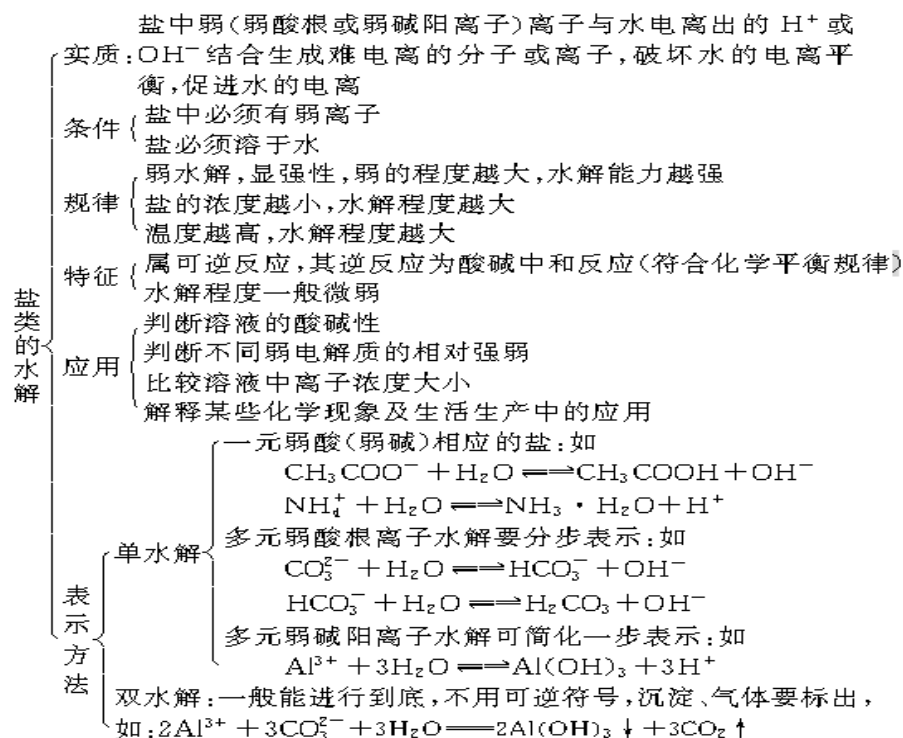 盐中弱(弱酸根或弱碱阳离子)离子与水电离出的 H⁺ 或
实质:OH⁻ 结合生成难电离的分子或离子,破坏水的电离平
衡,促进水的电离
条件
盐中必须有弱离子
盐必须溶于水
规律
弱水解,显强性,弱的程度越大,水解能力越强
盐的浓度越小,水解程度越大
温度越高,水解程度越大
特征
属可逆反应,其逆反应为酸碱中和反应(符合化学平衡规律)
水解程度一般微弱
盐类的水解
应用
判断溶液的酸碱性
判断不同弱电解质的相对强弱
比较溶液中离子浓度大小
解释某些化学现象及生活生产中的应用
表示方法
单水解
一元弱酸(弱碱)相应的盐:如
CH₃COO⁻+H₂O⇌CH₃COOH+OH⁻
NH₄⁺+H₂O⇌NH₃·H₂O+H⁺
多元弱酸根离子水解要分步表示:如
CO₃²⁻+H₂O⇌HCO₃⁻+OH⁻
HCO₃⁻+H₂O⇌H₂CO₃+OH⁻
多元弱碱阳离子水解可简化一步表示:如
Al³⁺+3H₂O⇌Al(OH)₃+3H⁺
双水解:一般能进行到底,不用可逆符号,沉淀、气体要标出,
如:2Al³⁺+3CO₃²⁻+3H₂O══2Al(OH)₃↓+3CO₂↑